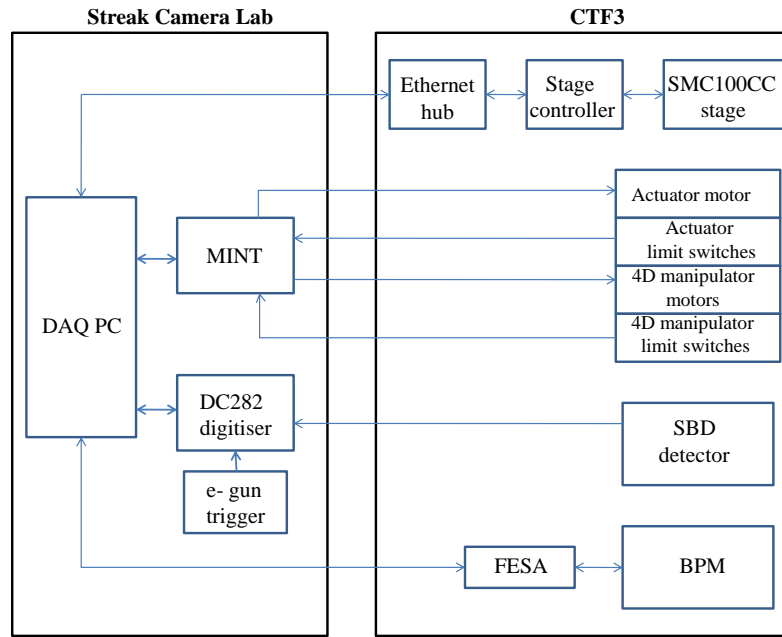 Streak Camera Lab
CTF3
Ethernet
hub
Stage
controller
SMC100CC
stage
DAQ PC
MINT
Actuator motor
Actuator
limit switches
4D manipulator
motors
4D manipulator
limit switches
DC282
digitiser
e- gun
trigger
SBD
detector
FESA
BPM